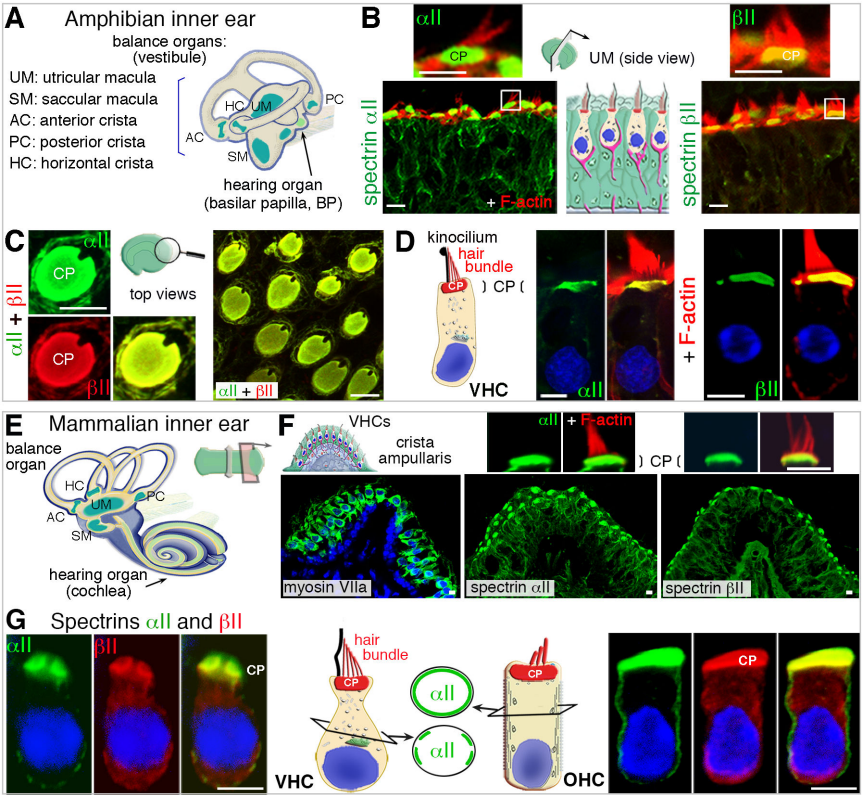 A
Amphibian inner ear
balance organs:
(vestibule)
UM: utricular macula
SM: saccular macula
AC: anterior crista
PC: posterior crista
HC: horizontal crista
HC
UM
PC
AC
SM
hearing organ
(basilar papilla, BP)
B
αII
CP
UM (side view)
βII
CP
spectrin αII
+ F-actin
spectrin βII
C
αII
CP
top views
αII + βII
CP
βII
αII + βII
D
kinocilium
hair
bundle
CP
) CP (
VHC
αII
+ F-actin
βII
E
Mammalian inner ear
balance
organ
HC
PC
UM
AC
SM
hearing organ
(cochlea)
F
VHCs
crista
ampullaris
αII
+ F-actin
) CP (
myosin VIIa
spectrin αII
spectrin βII
G
Spectrins αII and βII
αII
βII
CP
hair
bundle
CP
αII
αII
VHC
CP
OHC
CP